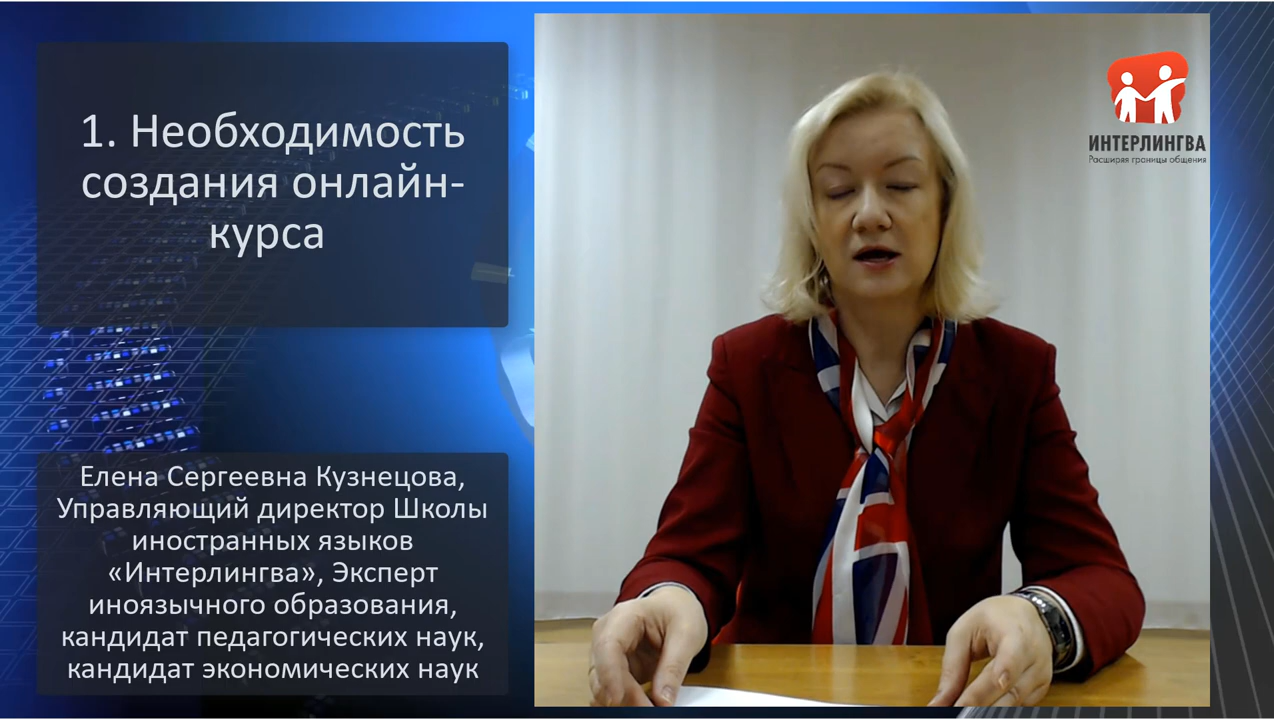 1. Необходимость
создания онлайн-
курса
Елена Сергеевна Кузнецова,
Управляющий директор Школы
иностранных языков
«Интерлингва», Эксперт
иноязычного образования,
кандидат педагогических наук,
кандидат экономических наук
ИНТЕРЛИНГВА
Расширяя границы общения